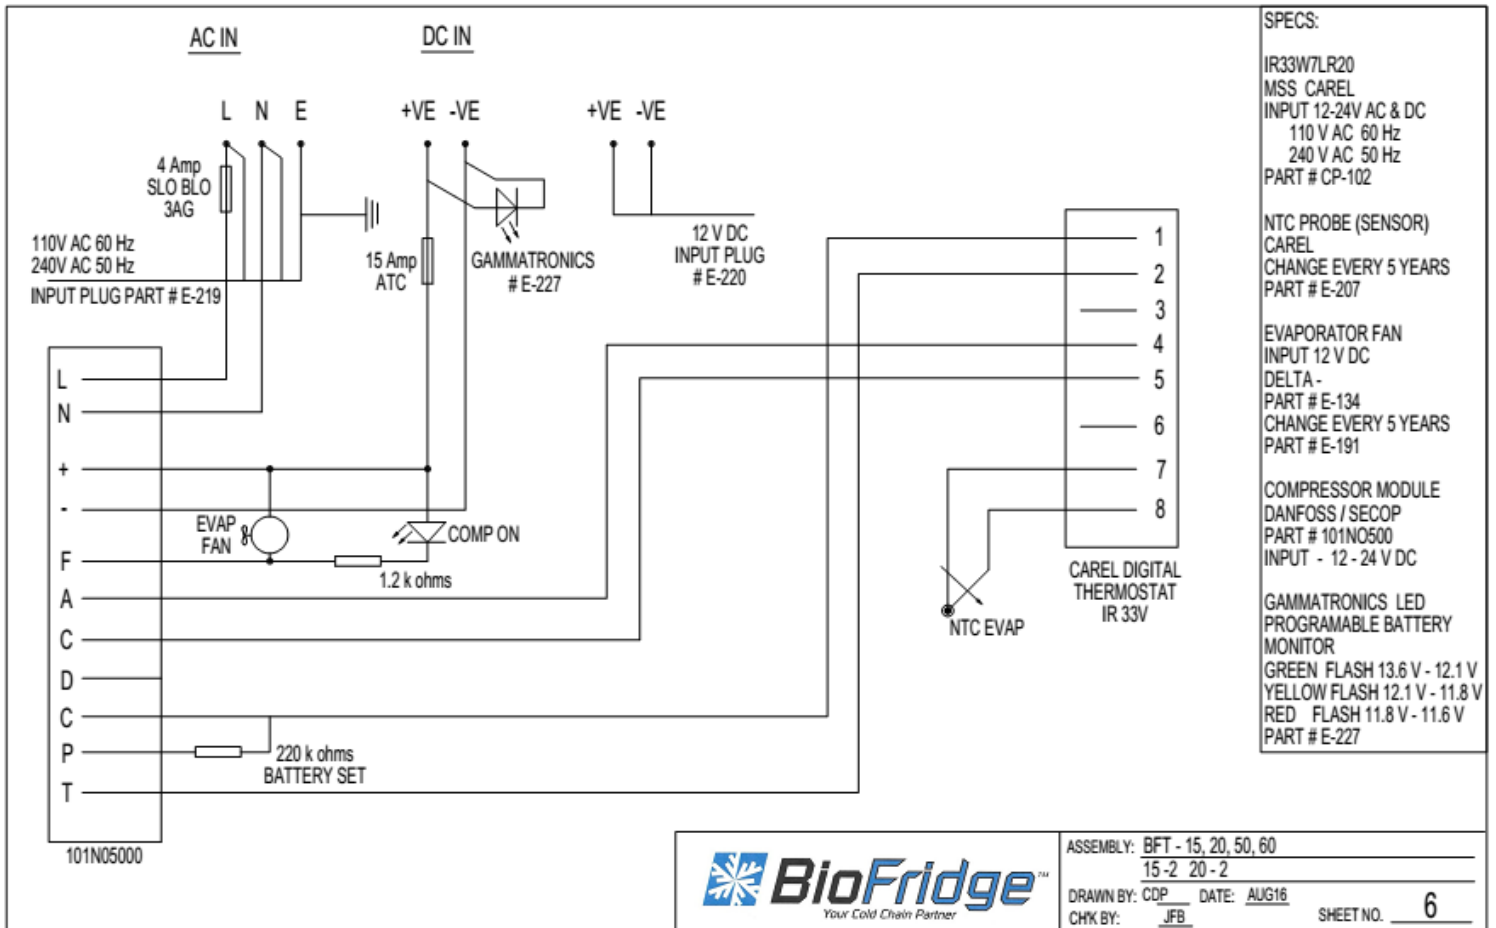 AC IN
DC IN
L N E
+VE -VE
+VE -VE
4 Amp
SLO BLO
3AG
110V AC 60 Hz
240V AC 50 Hz
INPUT PLUG PART # E-219
15 Amp
ATC
GAMMATRONICS
# E-227
12 V DC
INPUT PLUG
# E-220
L
N
+
-
F
A
C
D
C
P
T
101N05000
EVAP
FAN
COMP ON
1.2 k ohms
220 k ohms
BATTERY SET
1
2
3
4
5
6
7
8
CAREL DIGITAL
THERMOSTAT
IR 33V
NTC EVAP
SPECS:
IR33W7LR20
MSS CAREL
INPUT 12-24V AC & DC
110 V AC 60 Hz
240 V AC 50 Hz
PART # CP-102
NTC PROBE (SENSOR)
CAREL
CHANGE EVERY 5 YEARS
PART # E-207
EVAPORATOR FAN
INPUT 12 V DC
DELTA -
PART # E-134
CHANGE EVERY 5 YEARS
PART # E-191
COMPRESSOR MODULE
DANFOSS / SECOP
PART # 101NO500
INPUT - 12 - 24 V DC
GAMMATRONICS LED
PROGRAMABLE BATTERY
MONITOR
GREEN FLASH 13.6 V - 12.1 V
YELLOW FLASH 12.1 V - 11.8 V
RED FLASH 11.8 V - 11.6 V
PART # E-227
BioFridge™
Your Cold Chain Partner
ASSEMBLY: BFT - 15, 20, 50, 60
15 -2 20 - 2
DRAWN BY: CDP DATE: AUG16
CH'K BY: JFB SHEET NO. 6